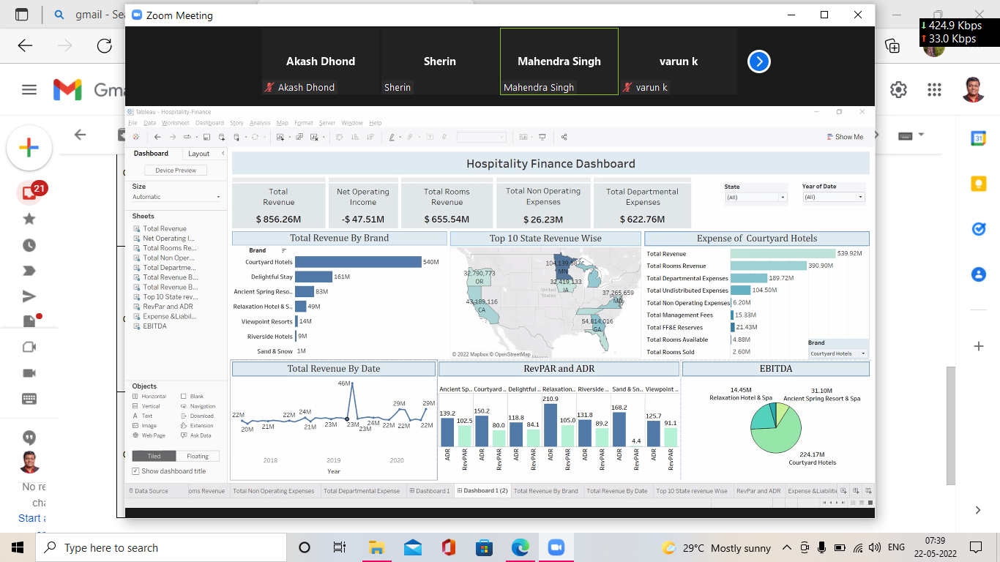 gmail - Sea
Zoom Meeting
424.9 Kbps
33.0 Kbps
Akash Dhond
Sherin
Mahendra Singh
varun k
Akash Dhond
Sherin
Mahendra Singh
varun k
Gm
Tableau - Hospitality-Finance
File Data Worksheet Dashboard Story Analysis Map Format Server Window Help
Show Me
Dashboard Layout
Device Preview
Size
Automatic
Sheets
Total Revenue
Net Operating I...
Total Rooms Re...
Total Non Oper...
Total Departme...
Total Revenue B...
Total Revenue B...
Top 10 State rev...
RevPar and ADR
Expense &Liabil...
EBITDA
Objects
Horizontal Blank
Vertical Navigation
Text Download
Image Extension
Web Page Ask Data
Tiled Floating
Show dashboard title
Hospitality Finance Dashboard
Total Revenue
$ 856.26M
Net Operating Income
-$ 47.51M
Total Rooms Revenue
$ 655.54M
Total Non Operating Expenses
$ 26.23M
Total Departmental Expenses
$ 622.76M
State
(All)
Year of Date
(All)
Total Revenue By Brand
Brand
Courtyard Hotels 540M
Delightful Stay 161M
Ancient Spring Reso.. 83M
Relaxation Hotel & S.. 49M
Viewpoint Resorts 14M
Riverside Hotels 9M
Sand & Snow 1M
Top 10 State Revenue Wise
104,139,587
MN
32,790,773
OR
32,419,133
IA
United States
37,265,659
MD
43,189,116
CA
54,814,016
GA
Mexico
© 2022 Mapbox © OpenStreetMap
Expense of Courtyard Hotels
Total Revenue 539.92M
Total Rooms Revenue 390.90M
Total Departmental Expenses 189.72M
Total Undistributed Expenses 104.50M
Total Non Operating Expenses 6.20M
Total Management Fees 15.33M
Total FF&E Reserves 21.43M
Total Rooms Available 4.88M
Total Rooms Sold 2.60M
Brand
Courtyard Hotels
Total Revenue By Date
46M
22M 20M 21M 22M 24M 21M 23M 23M 23M 24M 22M 29M 22M 29M 22M
2018 2019 2020
Year
RevPAR and ADR
Ancient Sp.. Courtyard .. Delightful .. Relaxation.. Riverside .. Sand & Sn.. Viewpoint ..
139.2 102.5 150.2 80.0 118.8 84.1 210.9 105.0 131.8 89.2 168.2 4.4 125.7 91.1
ADR RevPAR ADR RevPAR ADR RevPAR ADR RevPAR ADR RevPAR ADR RevPAR ADR RevPAR
EBITDA
14.45M
Relaxation Hotel & Spa
31.10M
Ancient Spring Resort & Spa
224.17M
Courtyard Hotels
Data Source oms Revenue Total Non Operating Expenses Total Departmental Expense Dashboard 1 Dashboard 1 (2) Total Revenue By Brand Total Revenue By Date Top 10 State revenue Wise RevPar and ADR Expense &Liabilitie
21
31
No re
cha
Start a
Type here to search
29°C Mostly sunny
ENG
07:39
22-05-2022